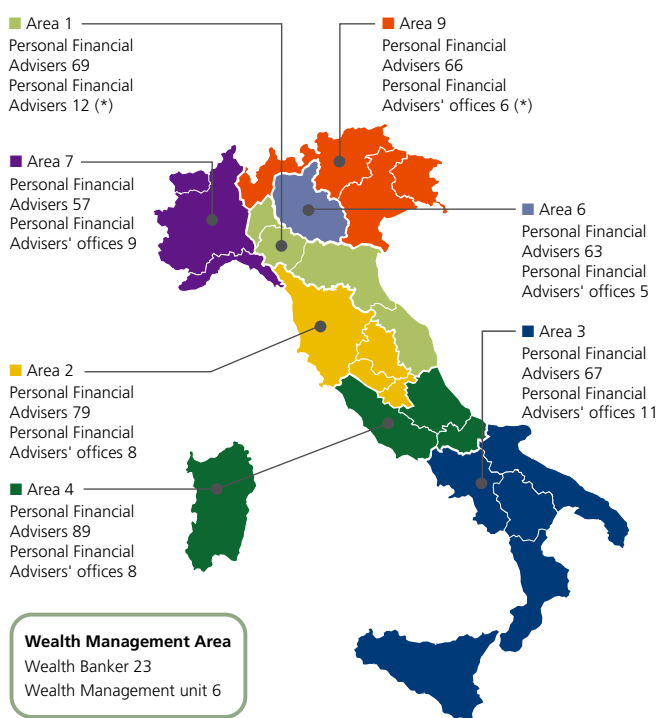 Area 1
Personal Financial
Advisers 69
Personal Financial
Advisers 12 (*)
Area 9
Personal Financial
Advisers 66
Personal Financial
Advisers' offices 6 (*)
Area 7
Personal Financial
Advisers 57
Personal Financial
Advisers' offices 9
Area 6
Personal Financial
Advisers 63
Personal Financial
Advisers' offices 5
Area 3
Personal Financial
Advisers 67
Personal Financial
Advisers' offices 11
Area 2
Personal Financial
Advisers 79
Personal Financial
Advisers' offices 8
Area 4
Personal Financial
Advisers 89
Personal Financial
Advisers' offices 8
Wealth Management Area
Wealth Banker 23
Wealth Management unit 6